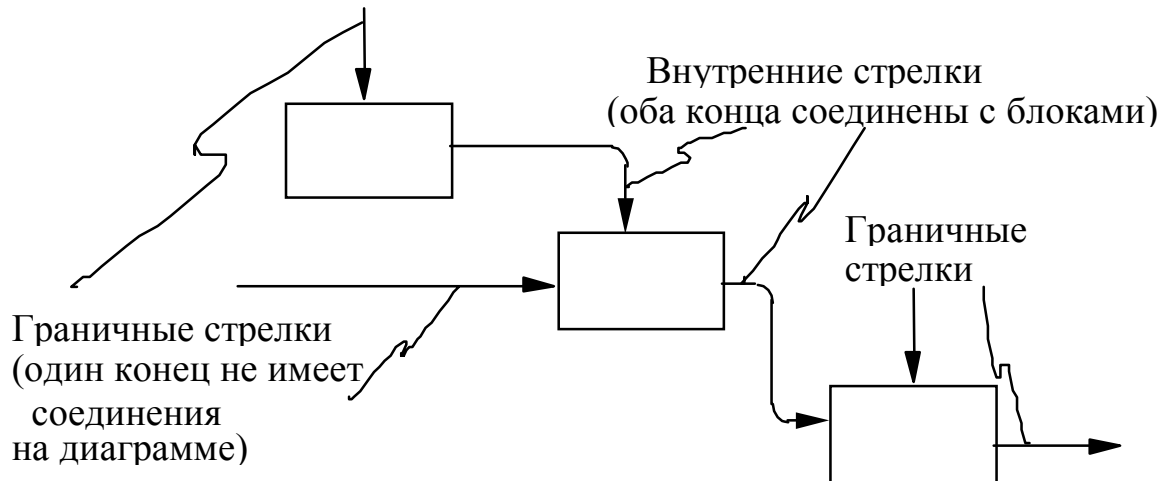 Внутренние стрелки
(оба конца соединены с блоками)
Граничные
стрелки
Граничные стрелки
(один конец не имеет
соединения
на диаграмме)